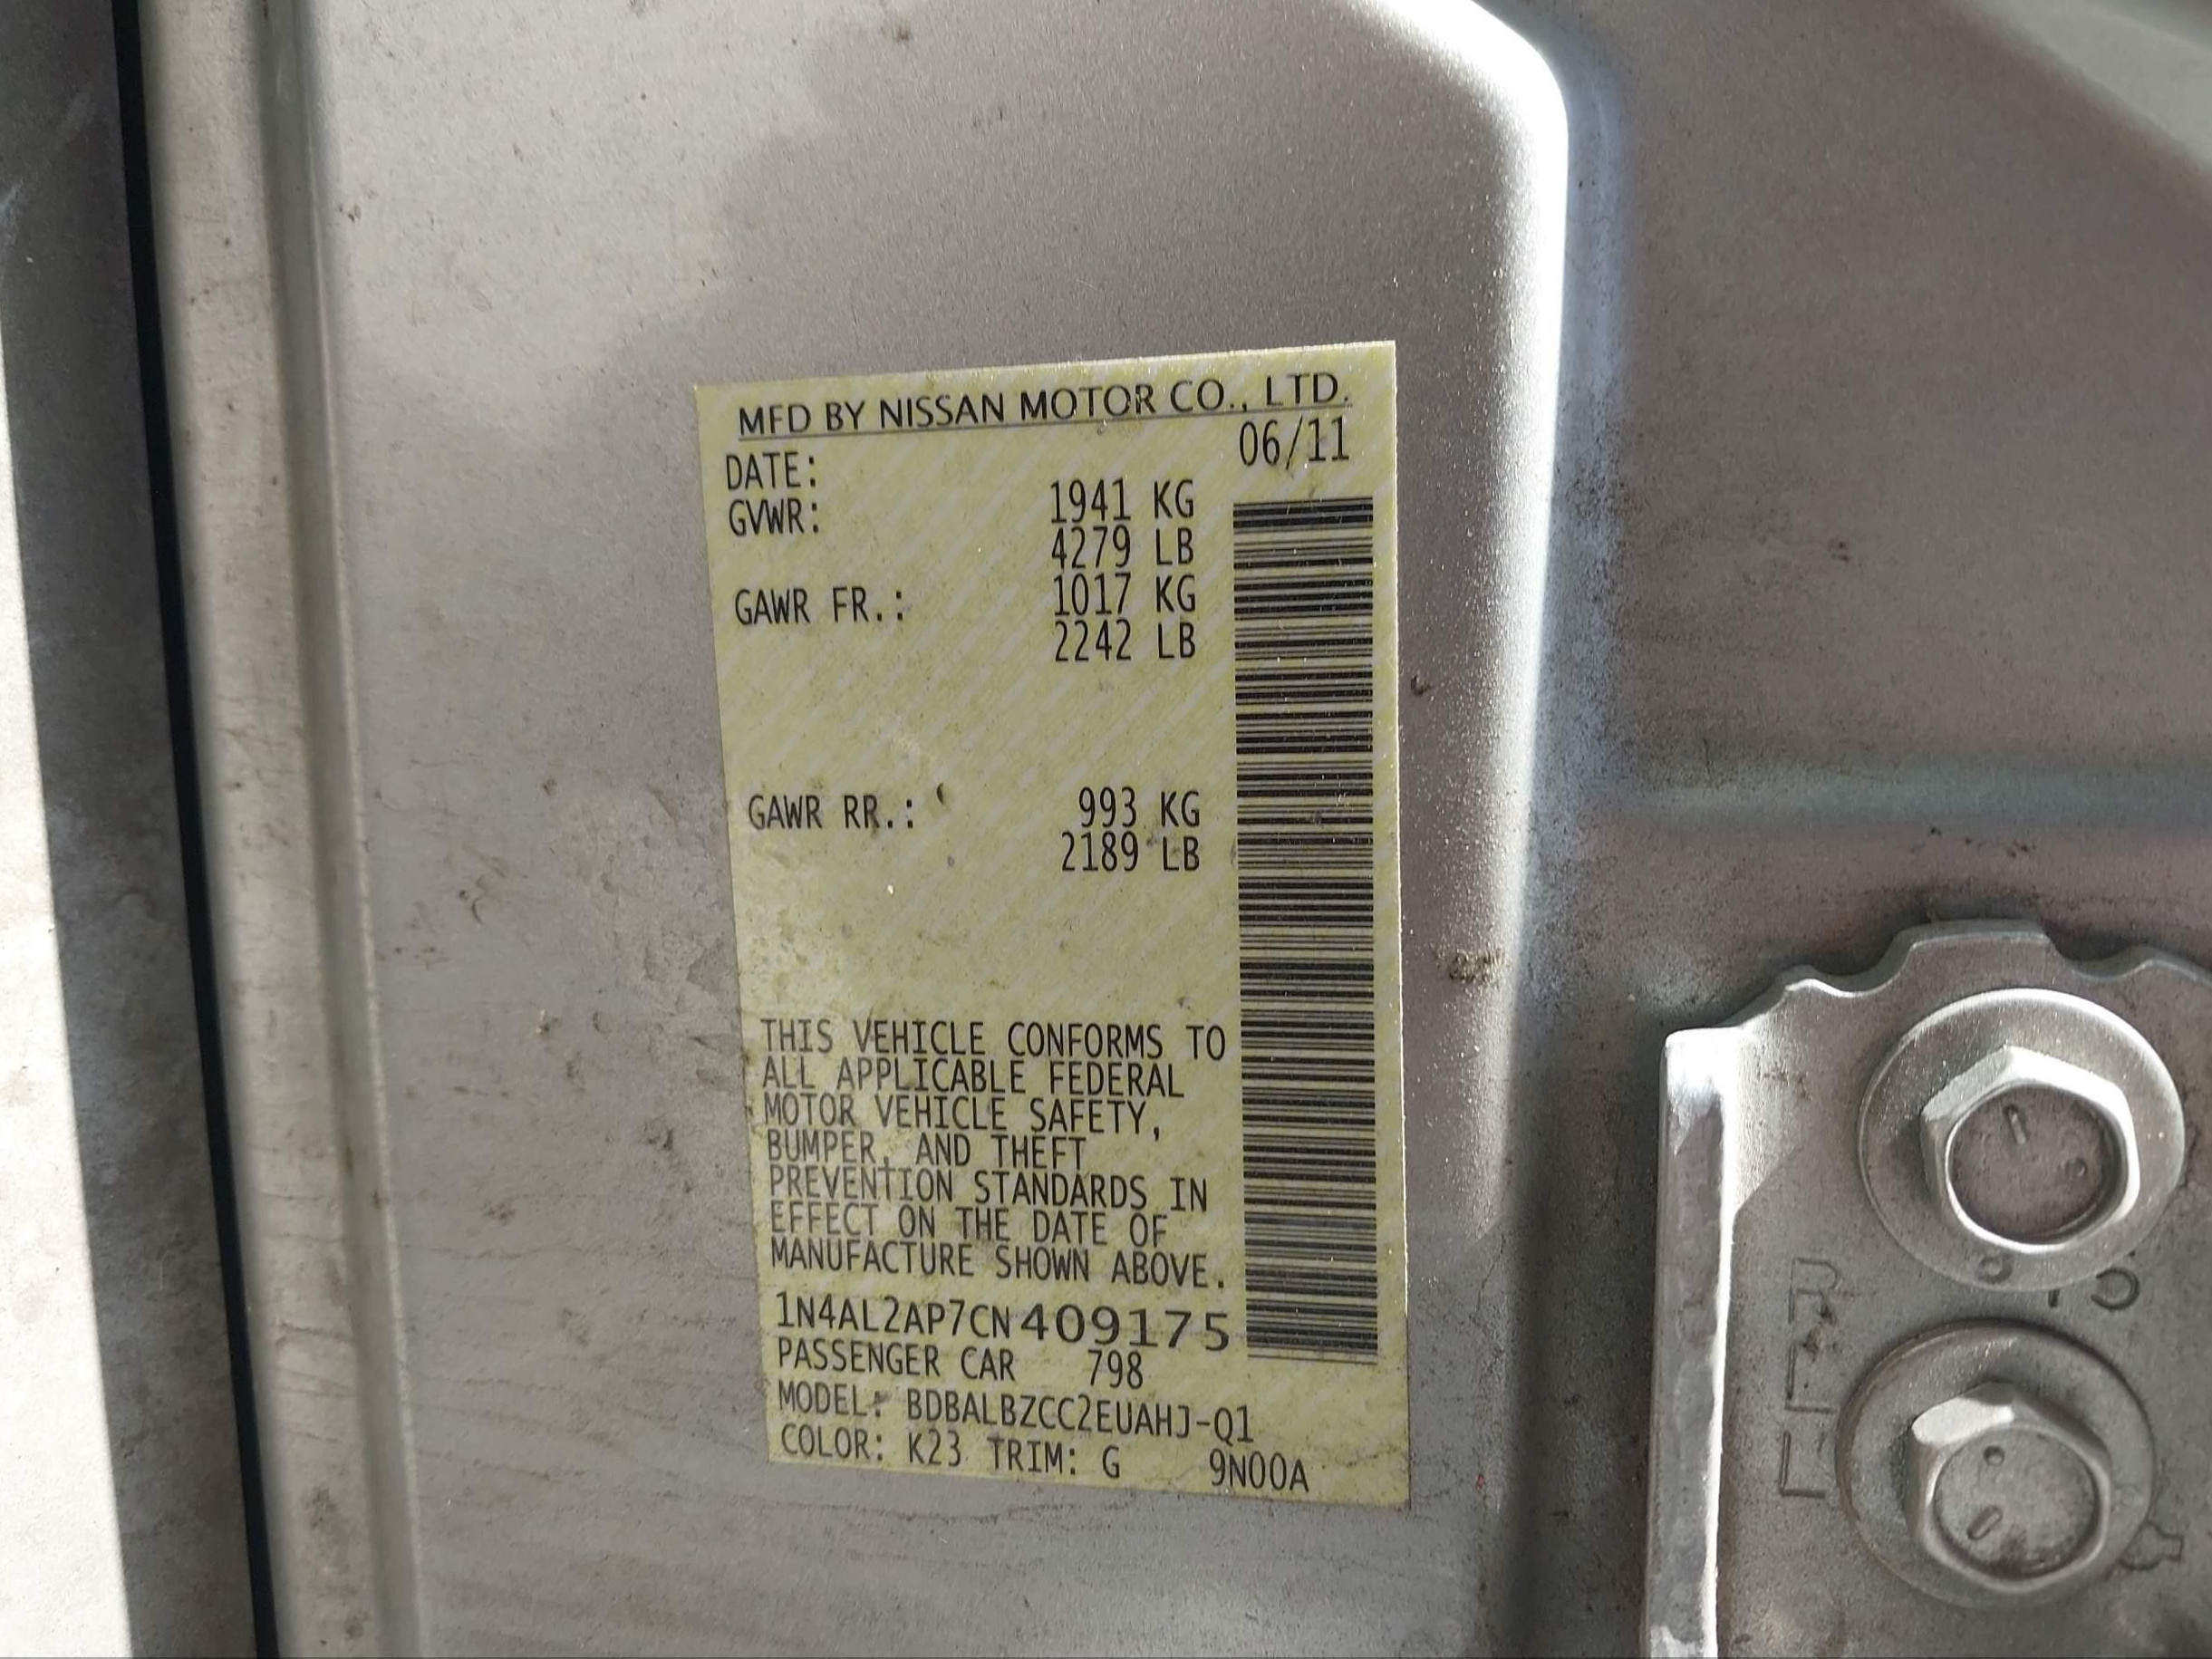 MFD BY NISSAN MOTOR CO., LTD.
DATE: 06/11
GVWR: 1941 KG
4279 LB
GAWR FR.: 1017 KG
2242 LB
GAWR RR.: 993 KG
2189 LB
THIS VEHICLE CONFORMS TO
ALL APPLICABLE FEDERAL
MOTOR VEHICLE SAFETY,
BUMPER, AND THEFT
PREVENTION STANDARDS IN
EFFECT ON THE DATE OF
MANUFACTURE SHOWN ABOVE.
1N4AL2AP7CN409175
PASSENGER CAR 798
MODEL: BDBALBZCC2EUAHJ-Q1
COLOR: K23 TRIM: G 9N00A